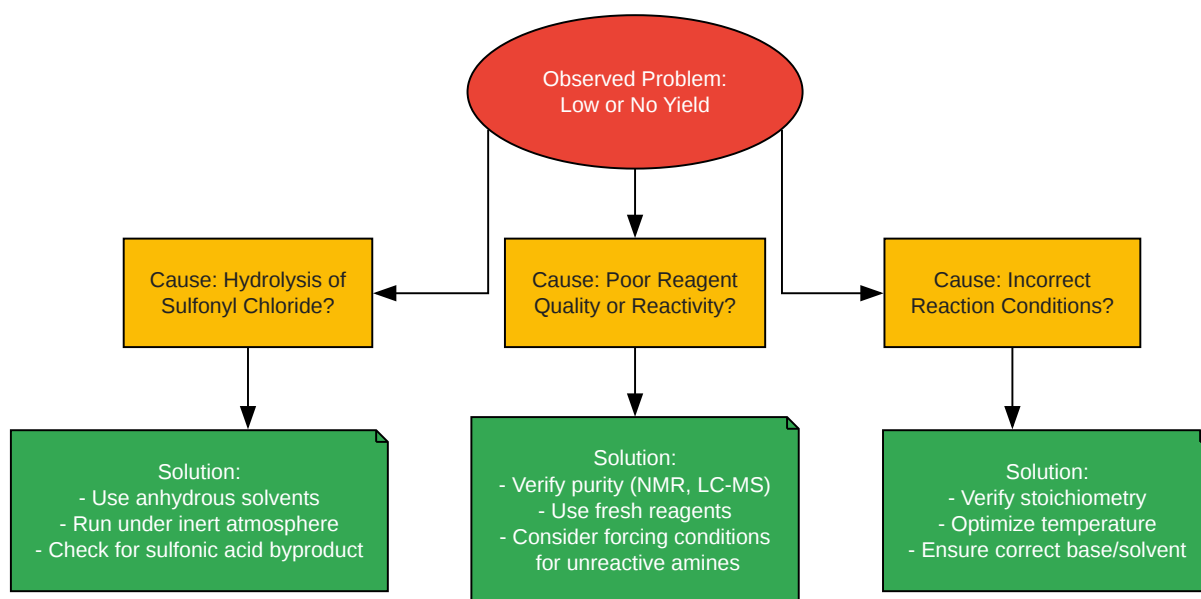 Observed Problem:
Low or No Yield
Cause: Hydrolysis of
Sulfonyl Chloride?
Cause: Poor Reagent
Quality or Reactivity?
Cause: Incorrect
Reaction Conditions?
Solution:
- Use anhydrous solvents
- Run under inert atmosphere
- Check for sulfonic acid byproduct
Solution:
- Verify purity (NMR, LC-MS)
- Use fresh reagents
- Consider forcing conditions
for unreactive amines
Solution:
- Verify stoichiometry
- Optimize temperature
- Ensure correct base/solvent